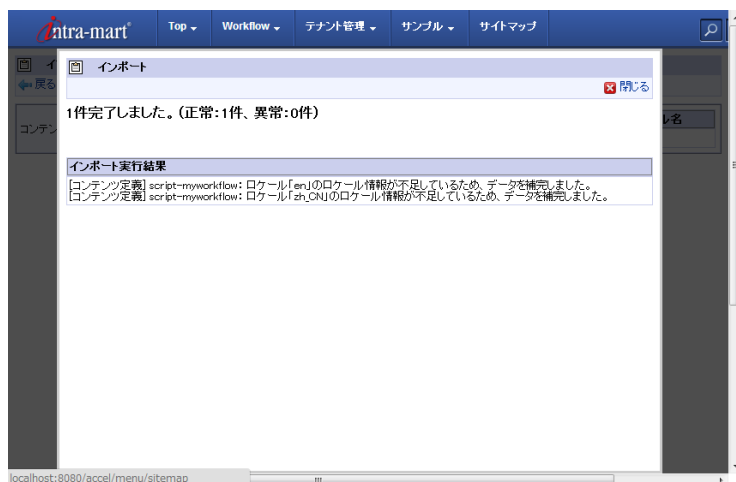 intra-mart® Top Workflow テナント管理 サンプル サイトマップ
イ インポート
戻る 閉じる
1件完了しました。(正常:1件、異常:0件)
コンテン ル名
インポート実行結果
[コンテンツ定義] script-myworkflow: ロケール「en」のロケール情報が不足しているため、データを補完しました。
[コンテンツ定義] script-myworkflow: ロケール「zh_CN」のロケール情報が不足しているため、データを補完しました。
localhost:8080/accel/menu/sitemap